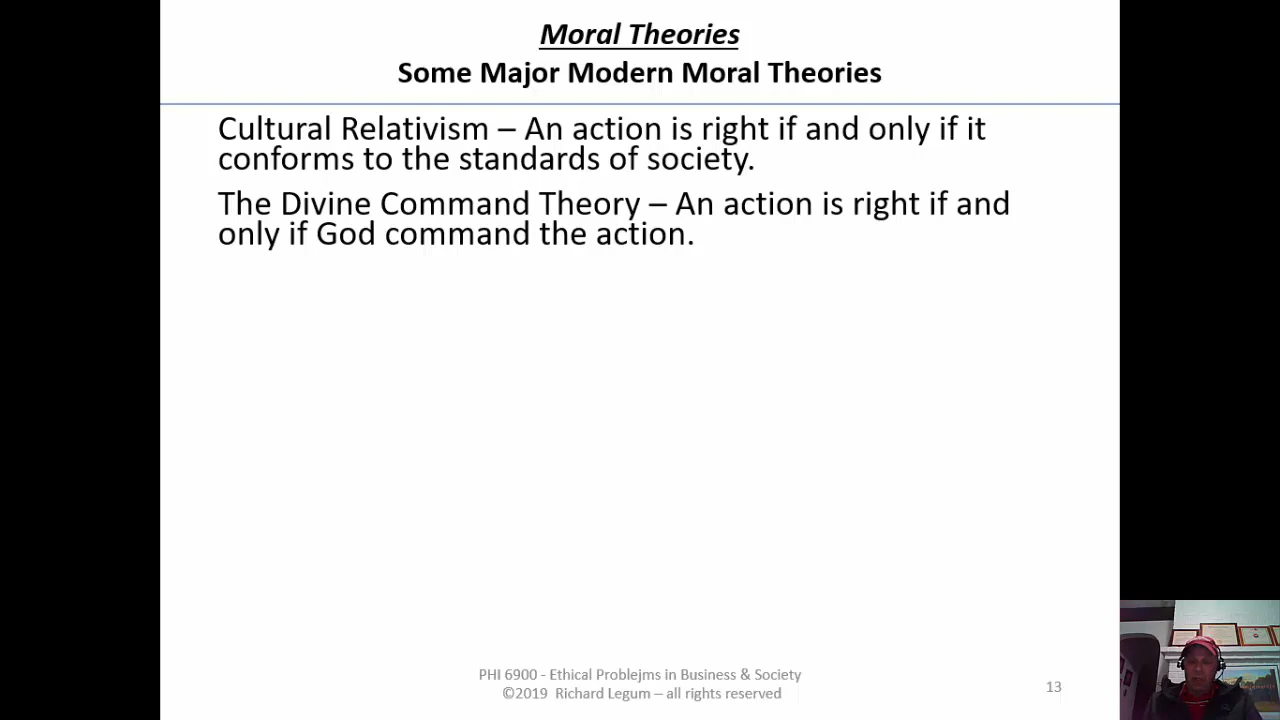 Moral Theories
Some Major Modern Moral Theories
Cultural Relativism – An action is right if and only if it
conforms to the standards of society.
The Divine Command Theory – An action is right if and
only if God command the action.
PHI 6900 - Ethical Problejms in Business & Society
©2019 Richard Legum – all rights reserved
13